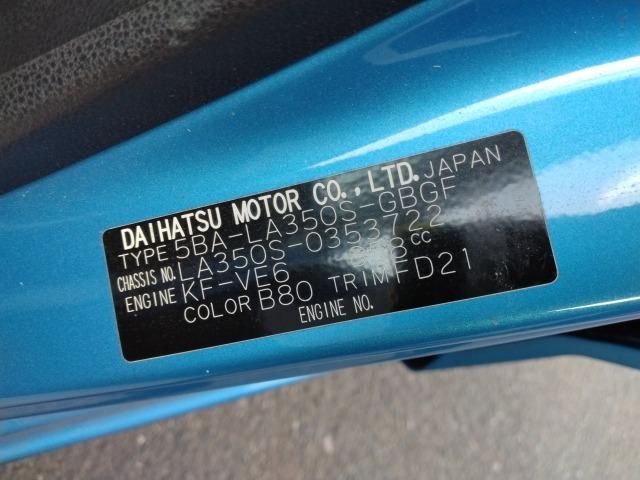 DAIHATSU MOTOR CO., LTD. JAPAN
TYPE 5BA-LA350S-GBGF
CHASSIS NO. LA350S-0353722
ENGINE KF-VE6 cc
COLOR B80 TRIM FD21
ENGINE NO.